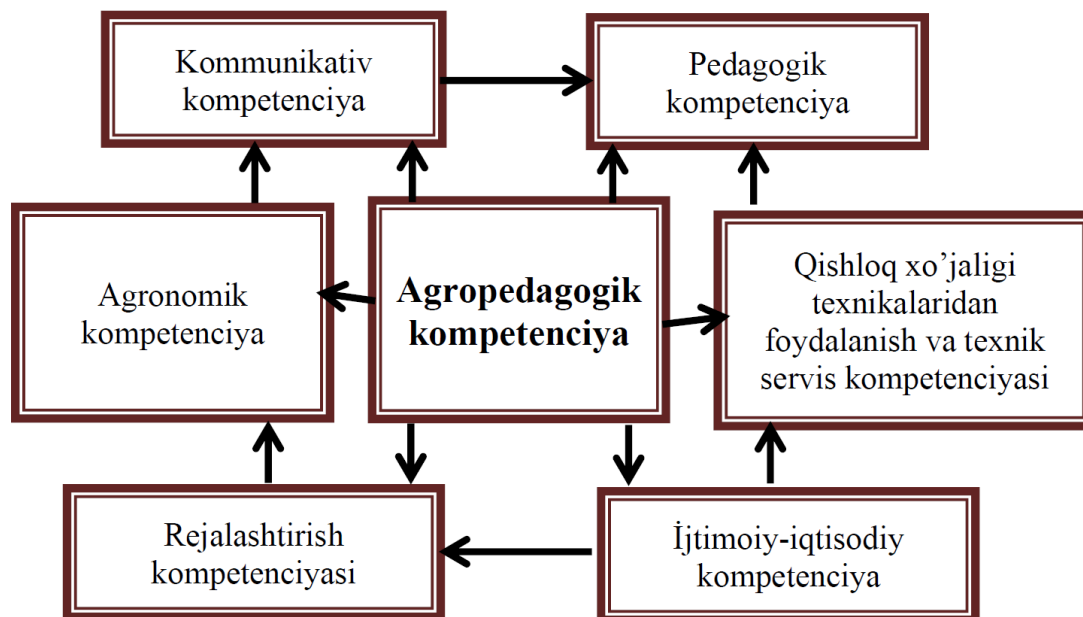 Kommunikativ
kompetenciya
Pedagogik
kompetenciya
Agronomik
kompetenciya
Agropedagogik
kompetenciya
Qishloq xo’jaligi
texnikalaridan
foydalanish va texnik
servis kompetenciyasi
Rejalashtirish
kompetenciyasi
İjtimoiy-iqtisodiy
kompetenciya